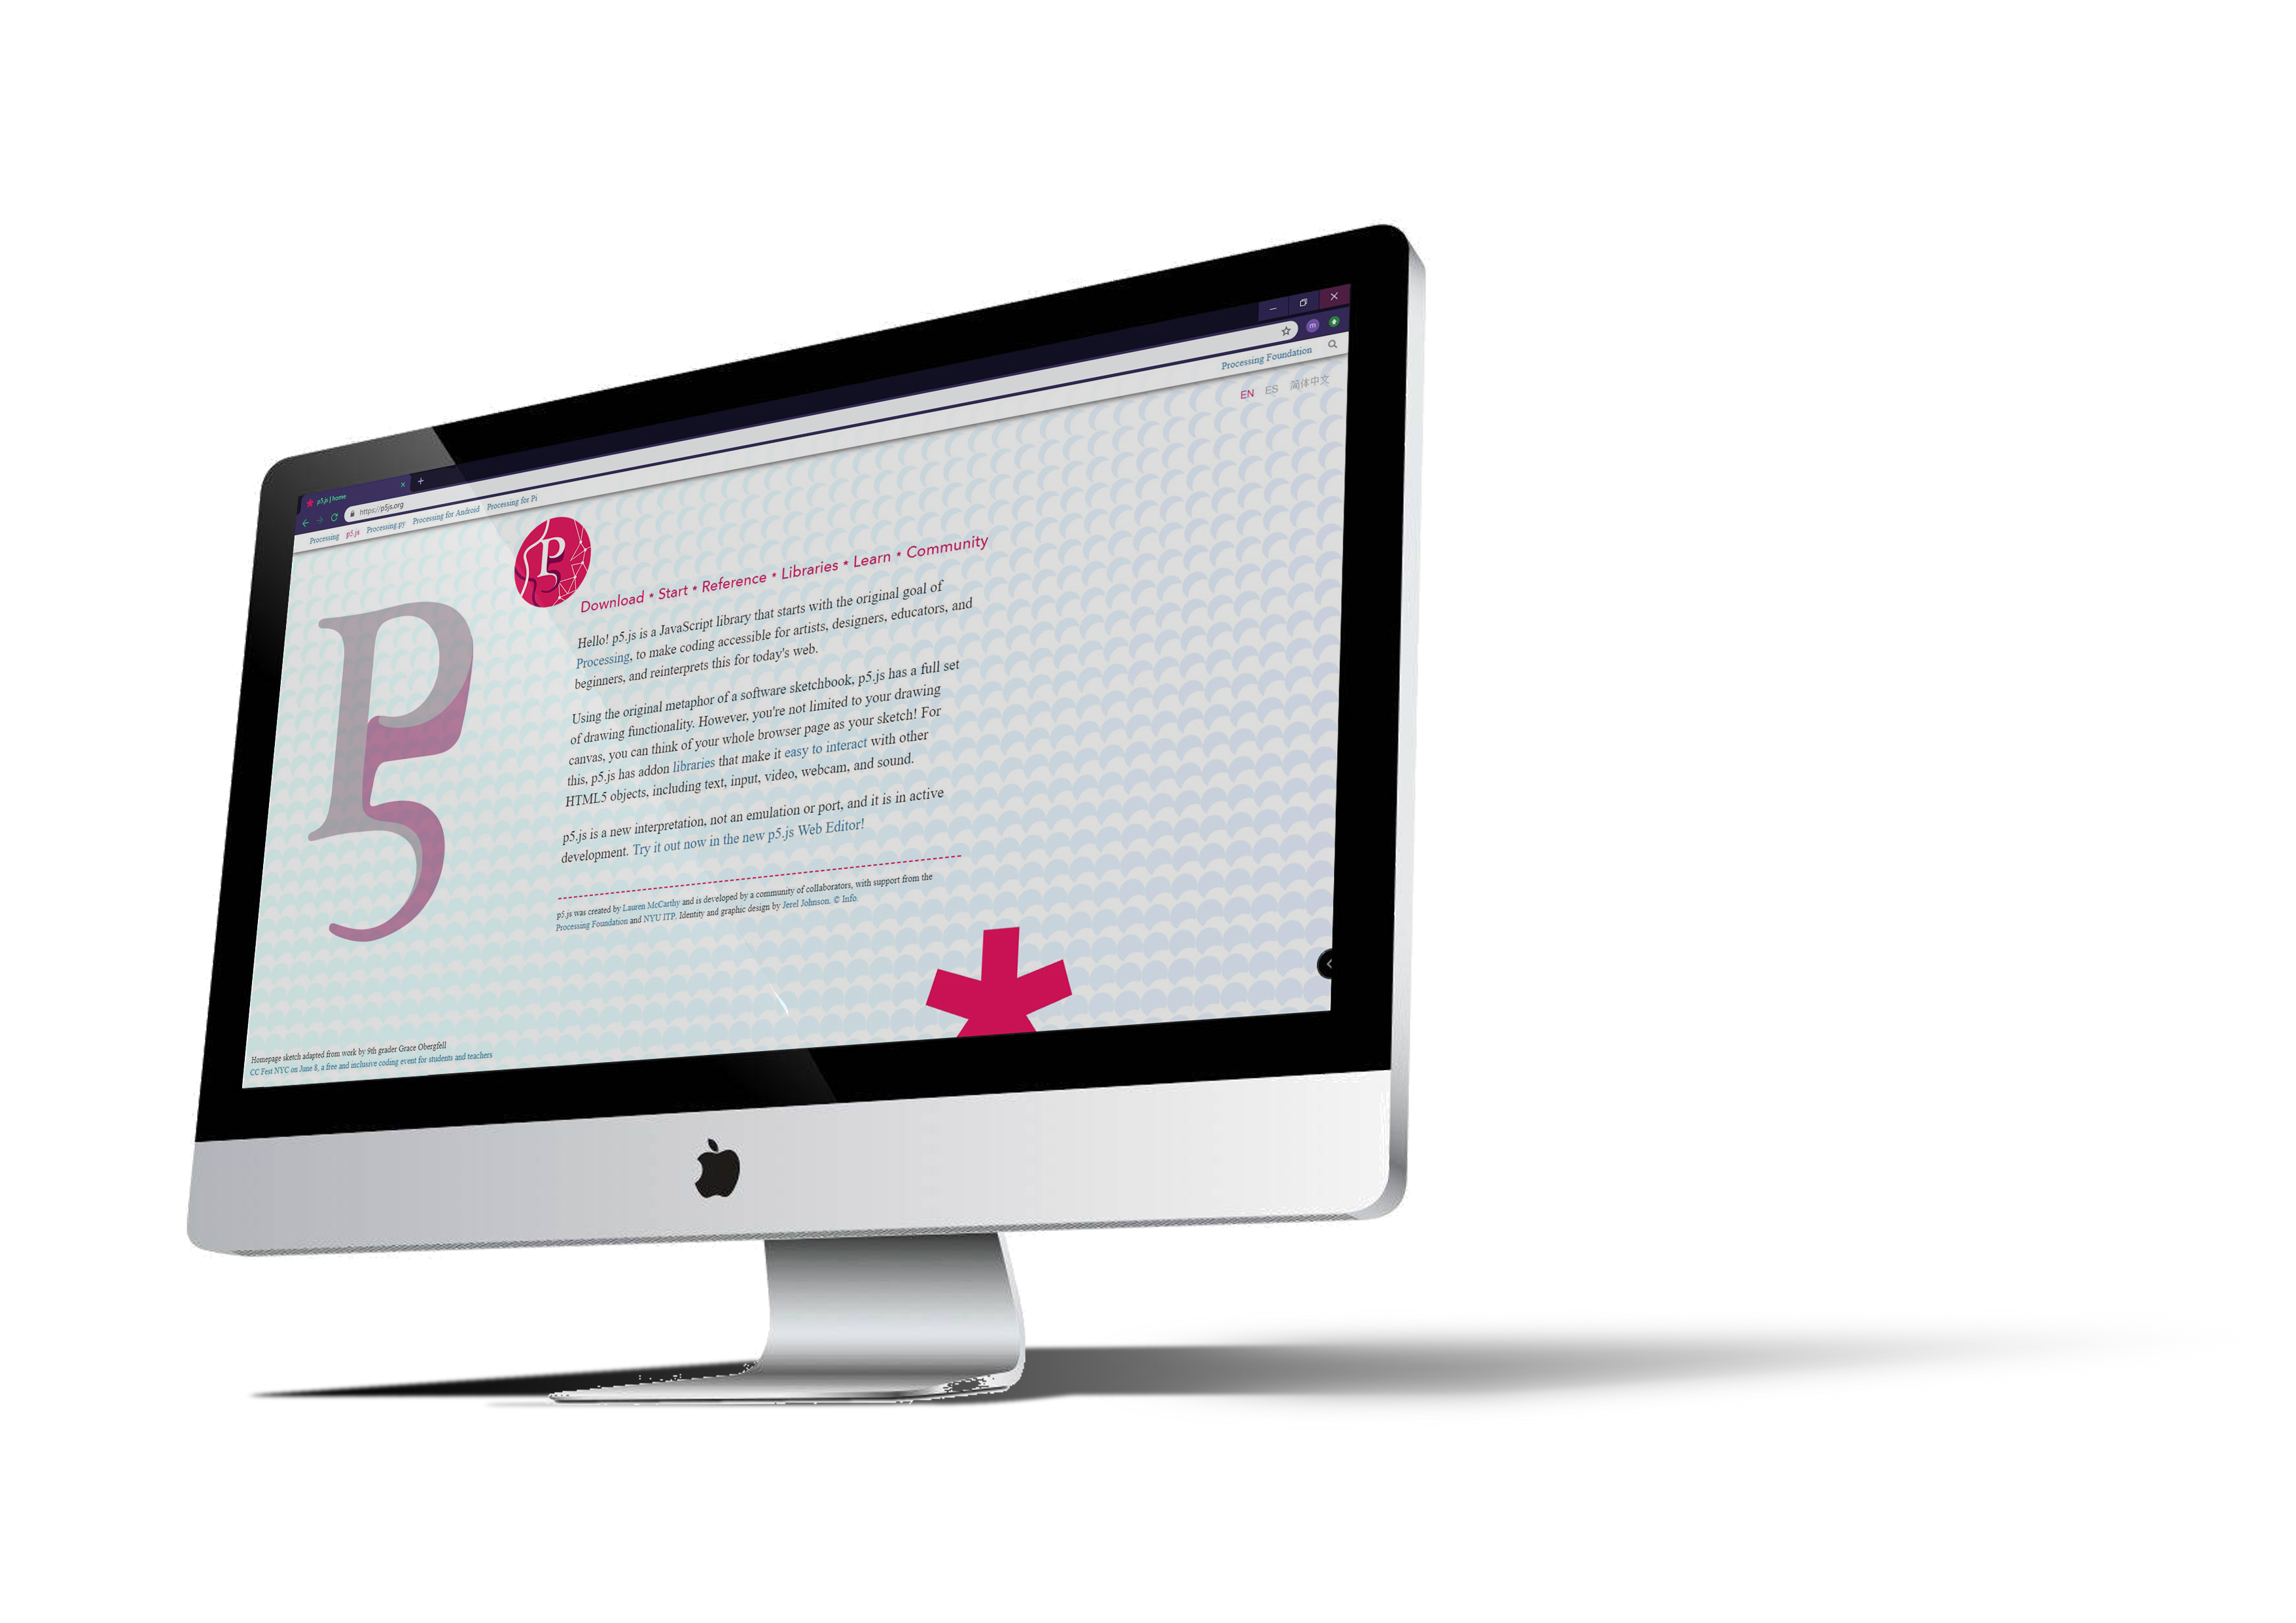 p5.js | home
https://p5js.org
m
Processing p5.js Processing.py Processing for Android Processing for Pi
Processing Foundation
EN ES 简体中文
P
5
Download * Start * Reference * Libraries * Learn * Community
Hello! p5.js is a JavaScript library that starts with the original goal of
Processing, to make coding accessible for artists, designers, educators, and
beginners, and reinterprets this for today's web.
Using the original metaphor of a software sketchbook, p5.js has a full set
of drawing functionality. However, you're not limited to your drawing
canvas, you can think of your whole browser page as your sketch! For
this, p5.js has addon libraries that make it easy to interact with other
HTML5 objects, including text, input, video, webcam, and sound.
p5.js is a new interpretation, not an emulation or port, and it is in active
development. Try it out now in the new p5.js Web Editor!
p5.js was created by Lauren McCarthy and is developed by a community of collaborators, with support from the
Processing Foundation and NYU ITP. Identity and graphic design by Jerel Johnson. © Info.
P
5
Homepage sketch adapted from work by 9th grader Grace Obergfell
CC Fest NYC on June 8, a free and inclusive coding event for students and teachers